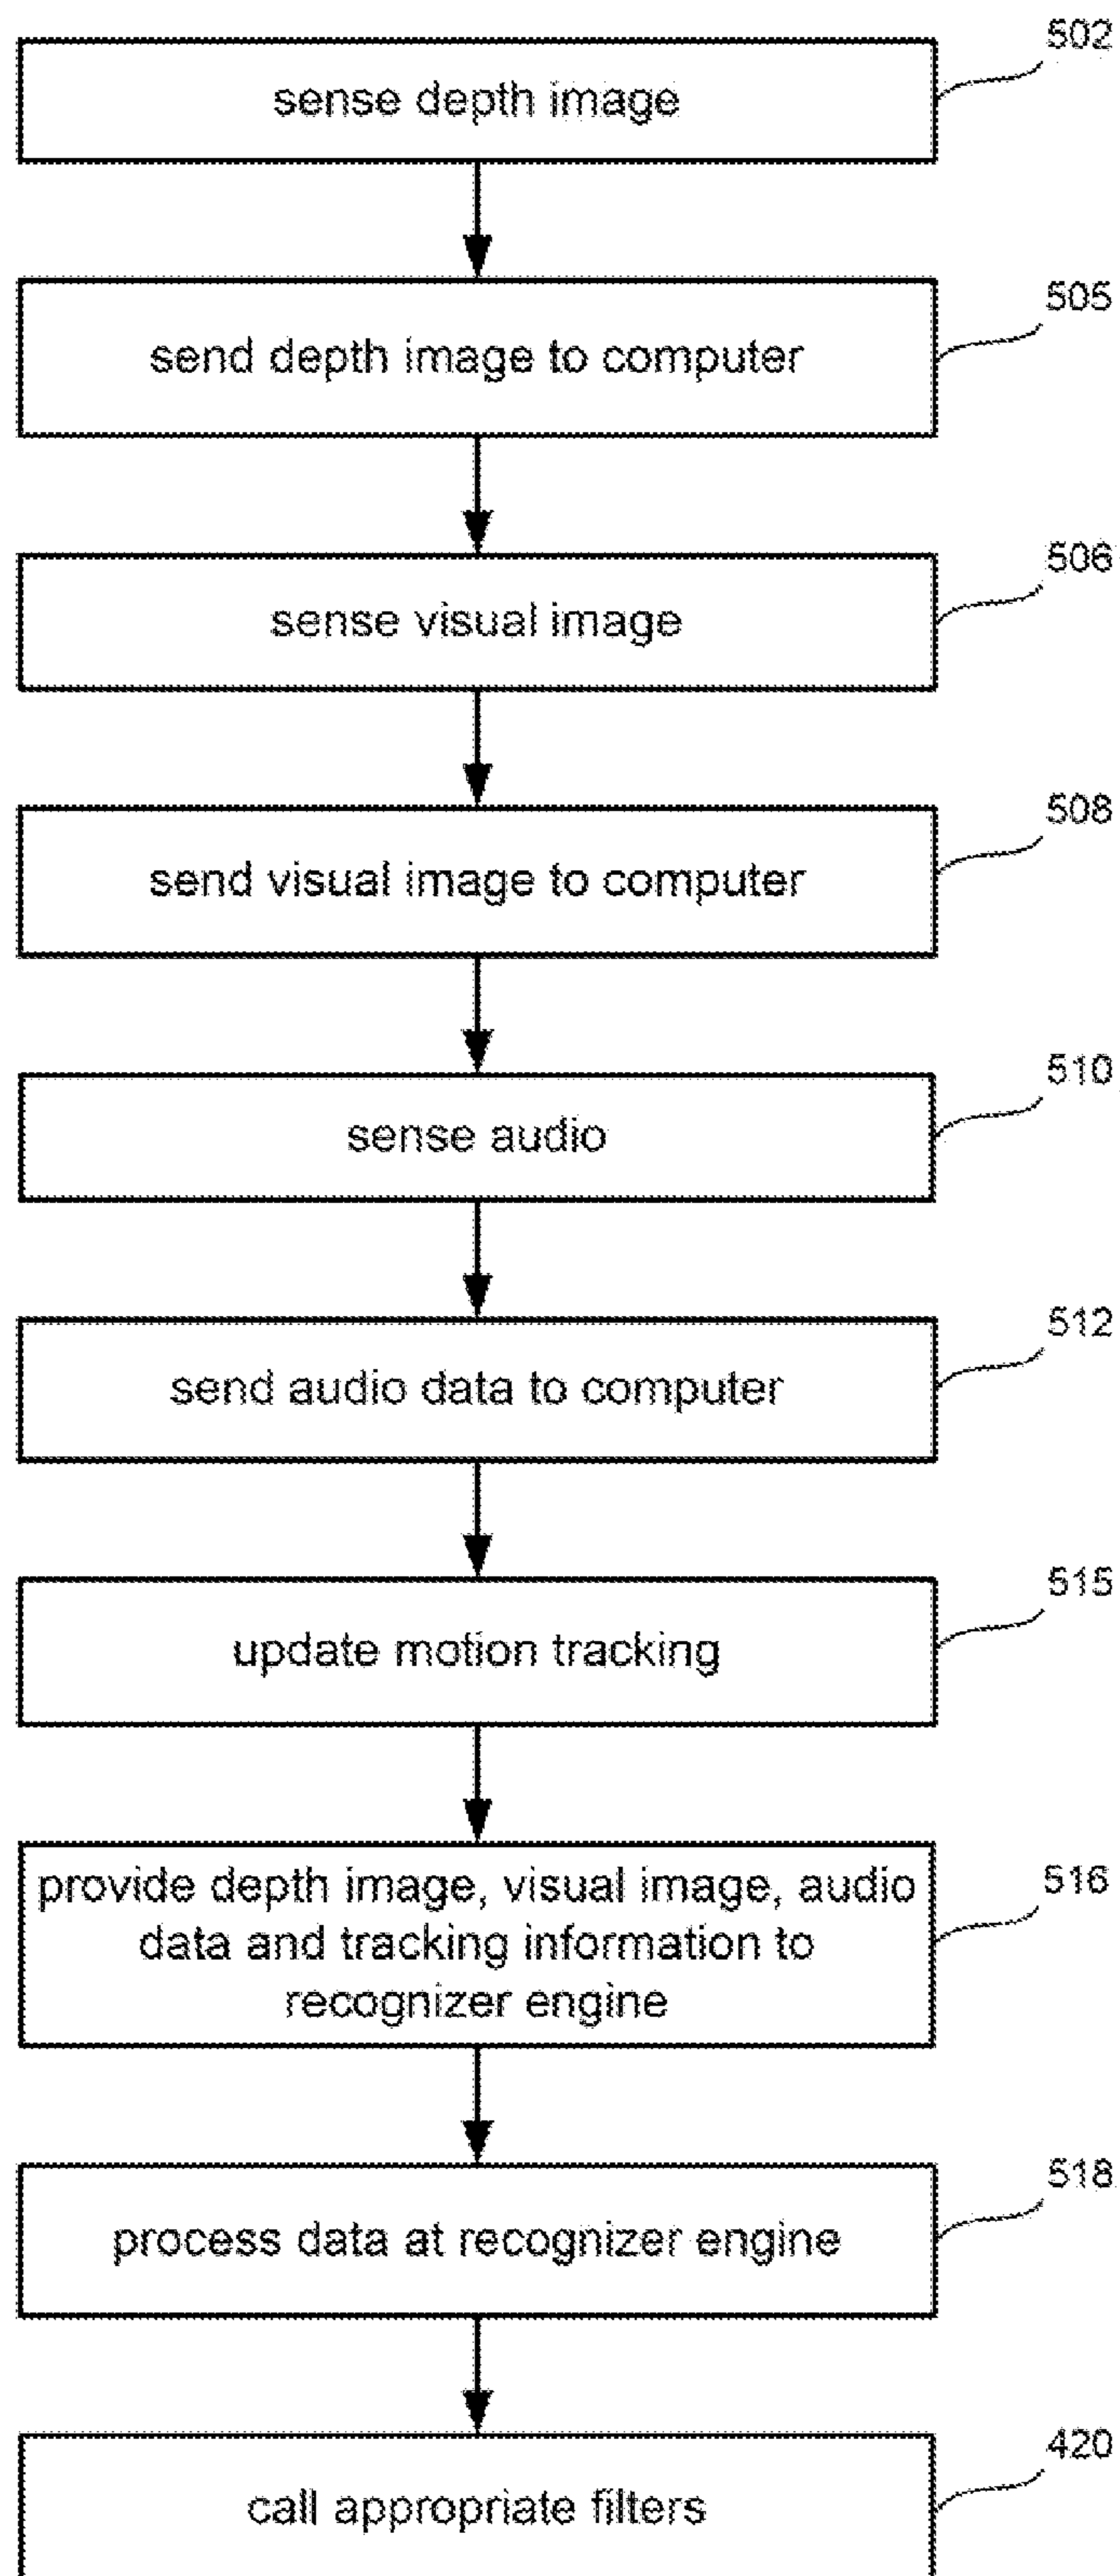 502
sense depth image
505
send depth image to computer
506
sense visual image
508
send visual image to computer
510
sense audio
512
send audio data to computer
515
update motion tracking
516
provide depth image, visual image, audio
data and tracking information to
recognizer engine
518
process data at recognizer engine
420
call appropriate filters